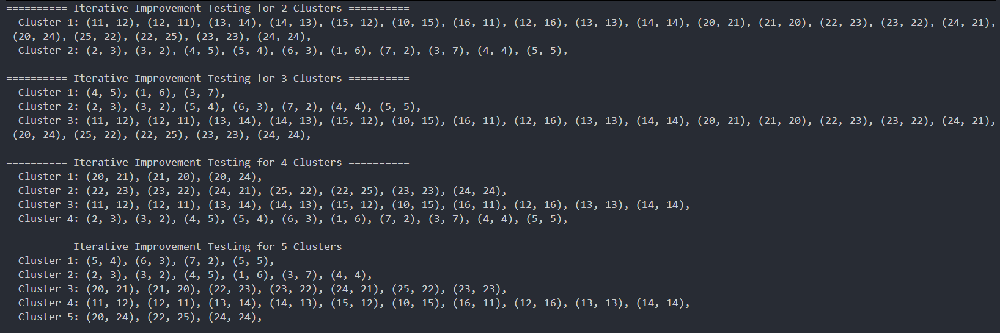 ========== Iterative Improvement Testing for 2 Clusters ==========
Cluster 1: (11, 12), (12, 11), (13, 14), (14, 13), (15, 12), (10, 15), (16, 11), (12, 16), (13, 13), (14, 14), (20, 21), (21, 20), (22, 23), (23, 22), (24, 21),
(20, 24), (25, 22), (22, 25), (23, 23), (24, 24),
Cluster 2: (2, 3), (3, 2), (4, 5), (5, 4), (6, 3), (1, 6), (7, 2), (3, 7), (4, 4), (5, 5),
========== Iterative Improvement Testing for 3 Clusters ==========
Cluster 1: (4, 5), (1, 6), (3, 7),
Cluster 2: (2, 3), (3, 2), (5, 4), (6, 3), (7, 2), (4, 4), (5, 5),
Cluster 3: (11, 12), (12, 11), (13, 14), (14, 13), (15, 12), (10, 15), (16, 11), (12, 16), (13, 13), (14, 14), (20, 21), (21, 20), (22, 23), (23, 22), (24, 21),
(20, 24), (25, 22), (22, 25), (23, 23), (24, 24),
========== Iterative Improvement Testing for 4 Clusters ==========
Cluster 1: (20, 21), (21, 20), (20, 24),
Cluster 2: (22, 23), (23, 22), (24, 21), (25, 22), (22, 25), (23, 23), (24, 24),
Cluster 3: (11, 12), (12, 11), (13, 14), (14, 13), (15, 12), (10, 15), (16, 11), (12, 16), (13, 13), (14, 14),
Cluster 4: (2, 3), (3, 2), (4, 5), (5, 4), (6, 3), (1, 6), (7, 2), (3, 7), (4, 4), (5, 5),
========== Iterative Improvement Testing for 5 Clusters ==========
Cluster 1: (5, 4), (6, 3), (7, 2), (5, 5),
Cluster 2: (2, 3), (3, 2), (4, 5), (1, 6), (3, 7), (4, 4),
Cluster 3: (20, 21), (21, 20), (22, 23), (23, 22), (24, 21), (25, 22), (23, 23),
Cluster 4: (11, 12), (12, 11), (13, 14), (14, 13), (15, 12), (10, 15), (16, 11), (12, 16), (13, 13), (14, 14),
Cluster 5: (20, 24), (22, 25), (24, 24),